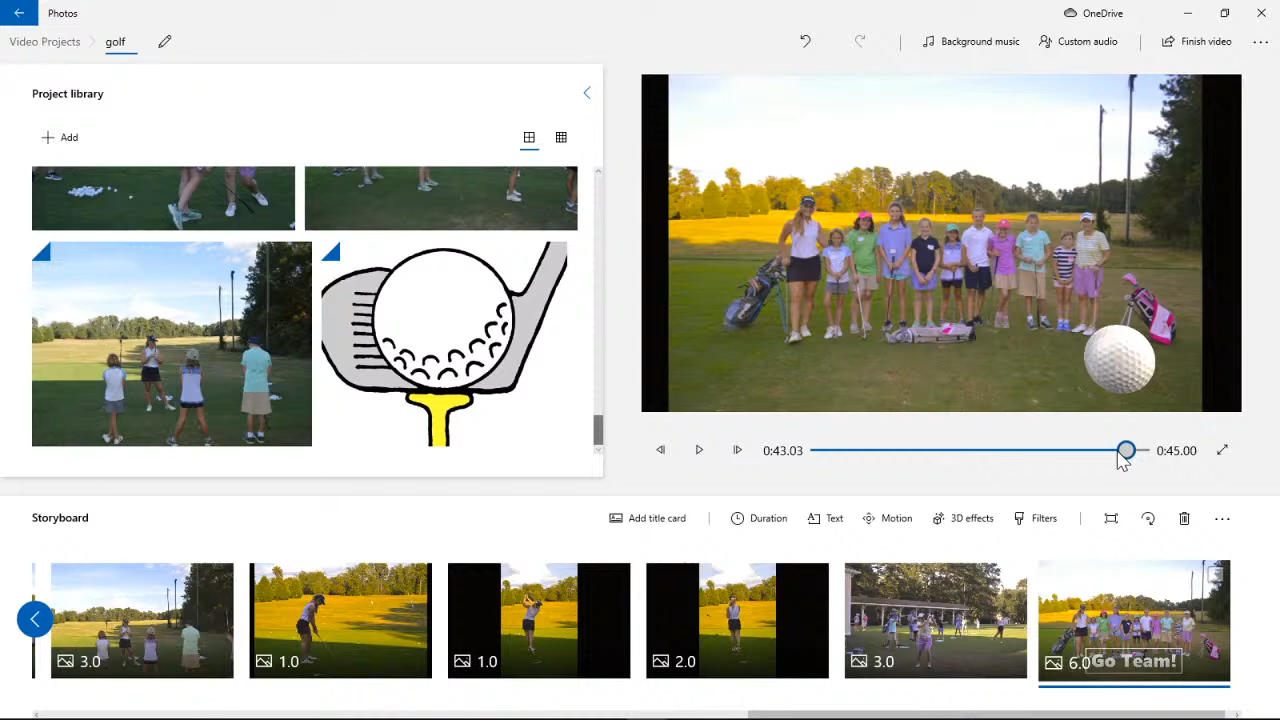 Photos
OneDrive
Video Projects
golf
Background music
Custom audio
Finish video
Project library
Add
0:43.03
0:45.00
Storyboard
Add title card
Duration
Text
Motion
3D effects
Filters
3.0
1.0
1.0
2.0
3.0
6.0
Go Team!